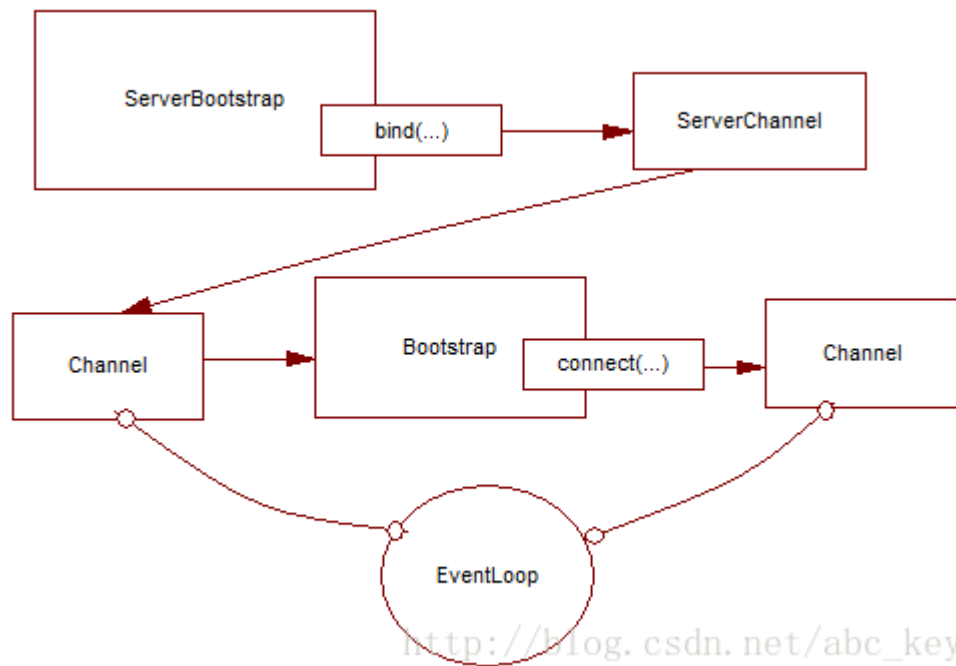 ServerBootstrap
bind(...)
ServerChannel
Channel
Bootstrap
connect(...)
Channel
EventLoop
http://blog.csdn.net/abc_key